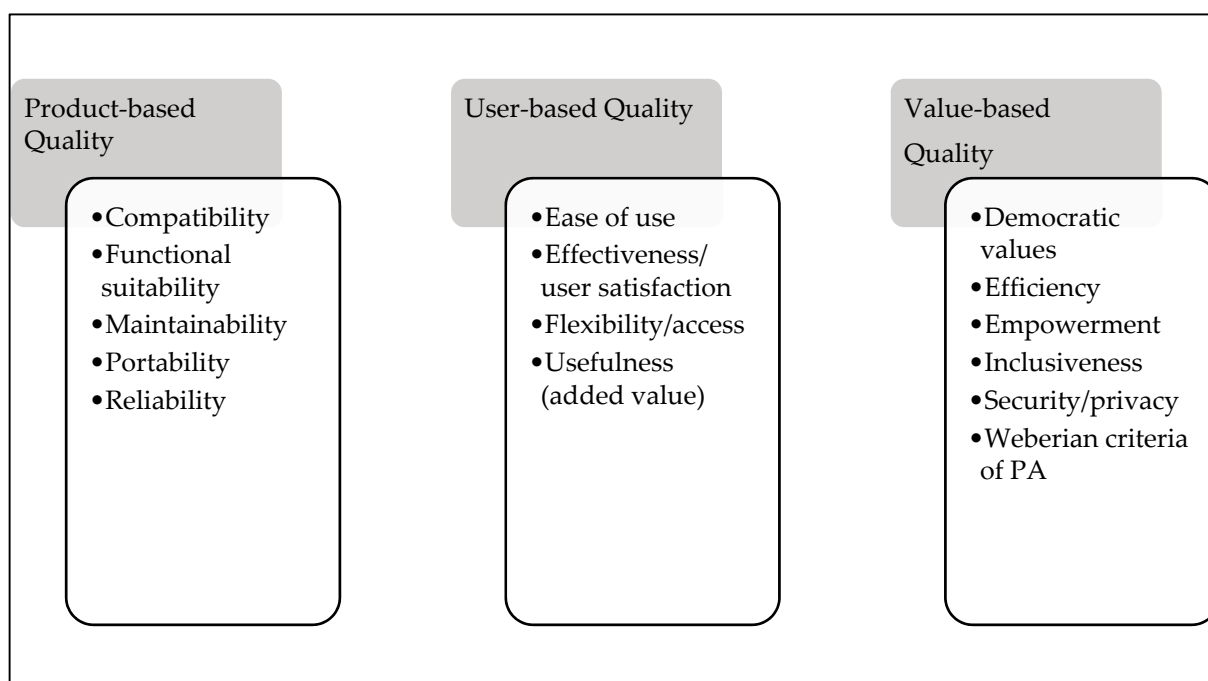 Product-based
Quality
•Compatibility
•Functional
suitability
•Maintainability
•Portability
•Reliability
User-based Quality
•Ease of use
•Effectiveness/
user satisfaction
•Flexibility/access
•Usefulness
(added value)
Value-based
Quality
•Democratic
values
•Efficiency
•Empowerment
•Inclusiveness
•Security/privacy
•Weberian criteria
of PA